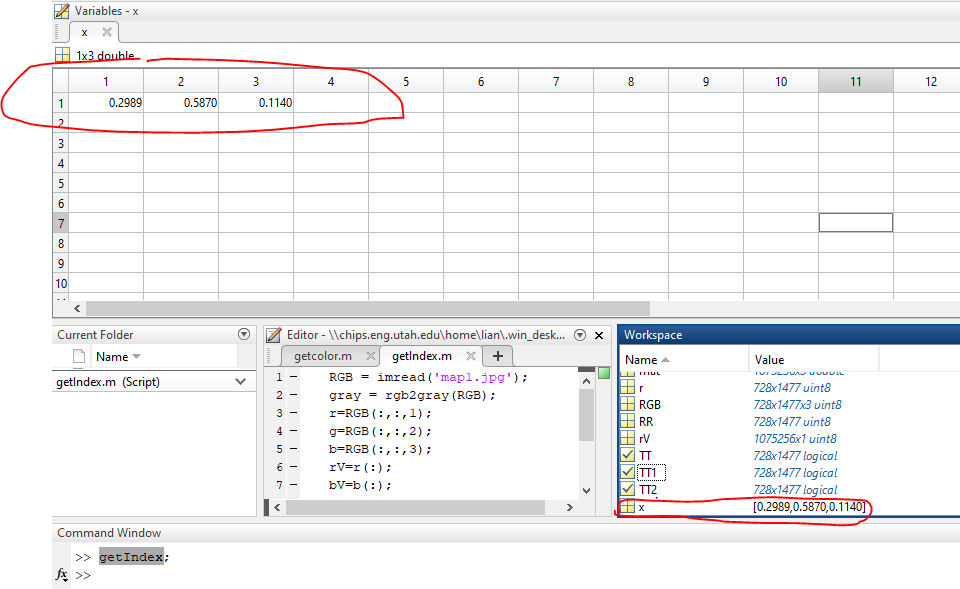 Variables - x
x
1x3 double
1 2 3 4 5 6 7 8 9 10 11 12
1 0.2989 0.5870 0.1140
2
3
4
5
6
7
8
9
10
Current Folder
Name
getIndex.m (Script)
Editor - \\chips.eng.utah.edu\home\lian\.win_desk...
getcolor.m getIndex.m +
1 - RGB = imread('map1.jpg');
2 - gray = rgb2gray(RGB);
3 - r=RGB(:,:,1);
4 - g=RGB(:,:,2);
5 - b=RGB(:,:,3);
6 - rV=r(:);
7 - bV=b(:);
Workspace
Name Value
r 728x1477 uint8
RGB 728x1477x3 uint8
RR 728x1477 uint8
rV 1075256x1 uint8
TT 728x1477 logical
TT1 728x1477 logical
TT2 728x1477 logical
x [0.2989,0.5870,0.1140]
Command Window
>> getIndex;
fx >>